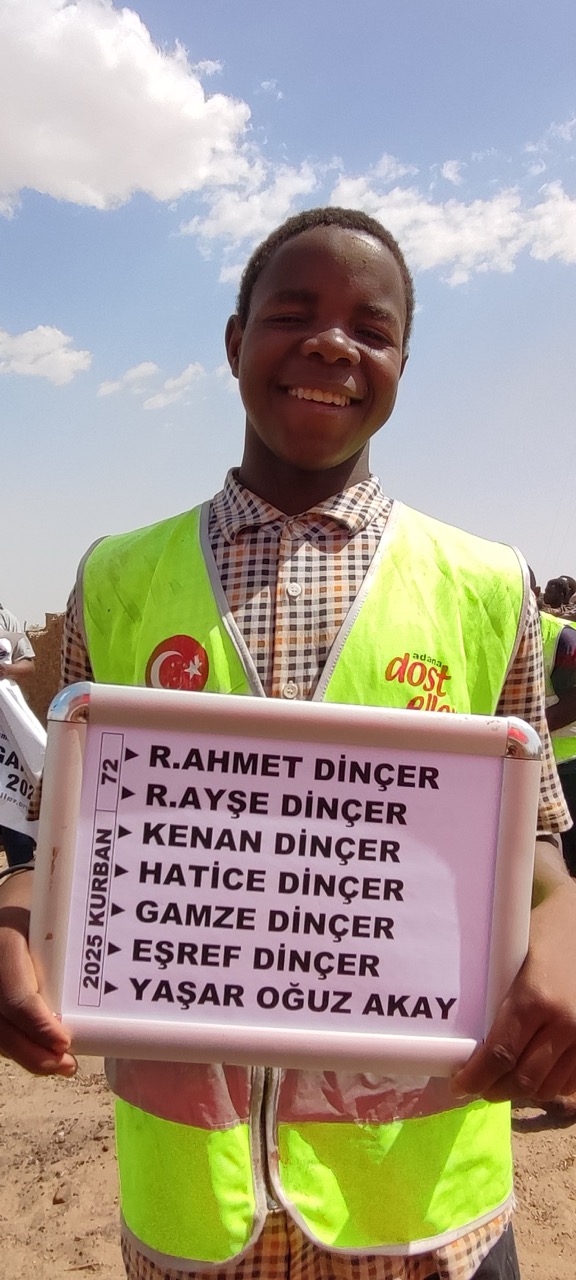 adana
dost
elle
72
2025 KURBAN
R.AHMET DİNÇER
R.AYŞE DİNÇER
KENAN DİNÇER
HATİCE DİNÇER
GAMZE DİNÇER
EŞREF DİNÇER
YAŞAR OĞUZ AKAY